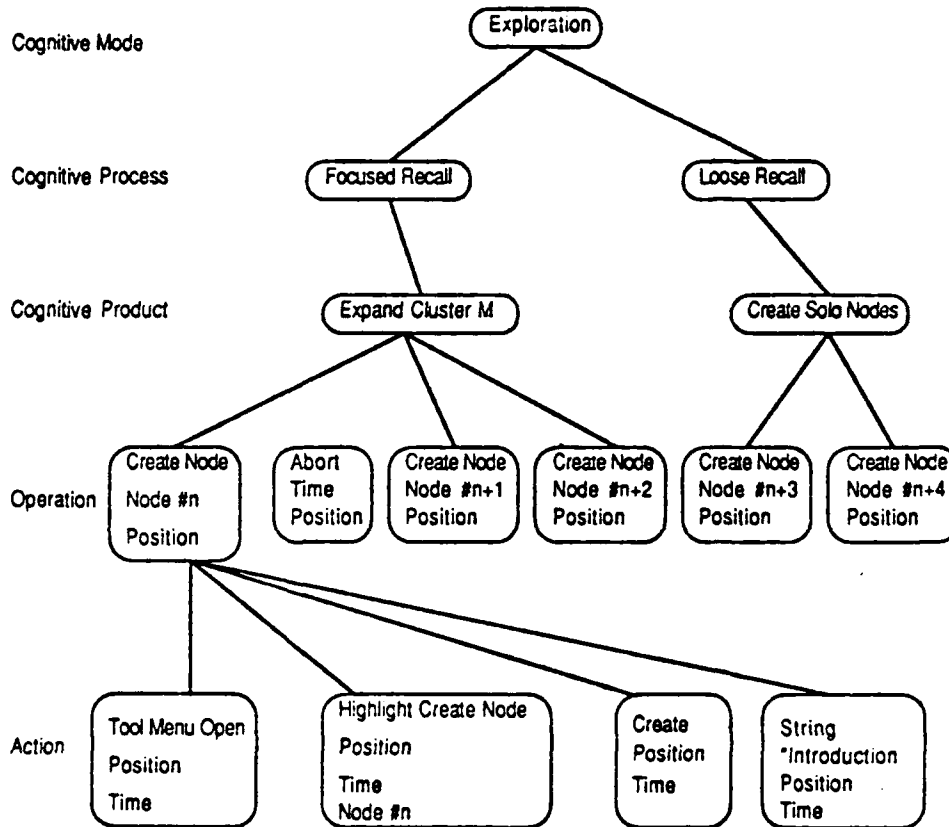 Cognitive Mode
Exploration
Cognitive Process
Focused Recall
Loose Recall
Cognitive Product
Expand Cluster M
Create Solo Nodes
Operation
Create Node
Node #n
Position
Abort
Time
Position
Create Node
Node #n+1
Position
Create Node
Node #n+2
Position
Create Node
Node #n+3
Position
Create Node
Node #n+4
Position
Action
Tool Menu Open
Position
Time
Highlight Create Node
Position
Time
Node #n
Create
Position
Time
String
"Introduction
Position
Time